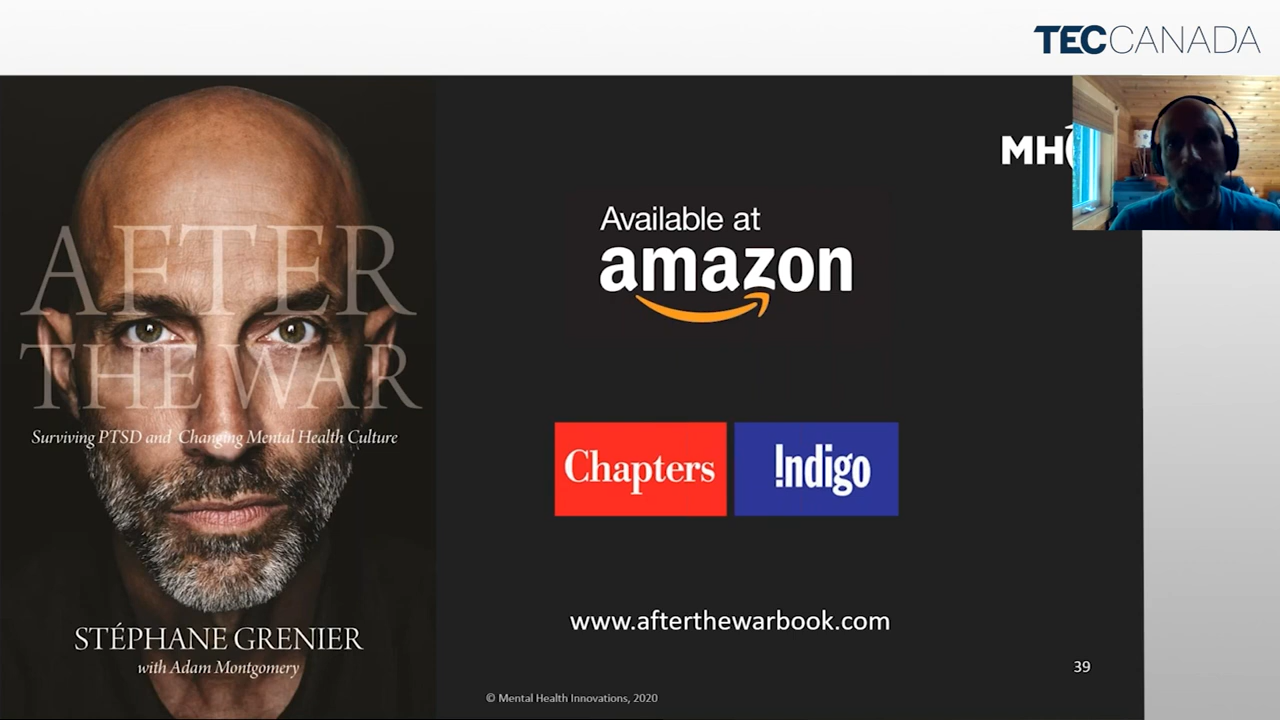 TECCANADA
AFTER
THE WAR
Surviving PTSD and Changing Mental Health Culture
STÉPHANE GRENIER
with Adam Montgomery
MH
Available at
amazon
Chapters
!ndigo
www.afterthewarbook.com
39
© Mental Health Innovations, 2020